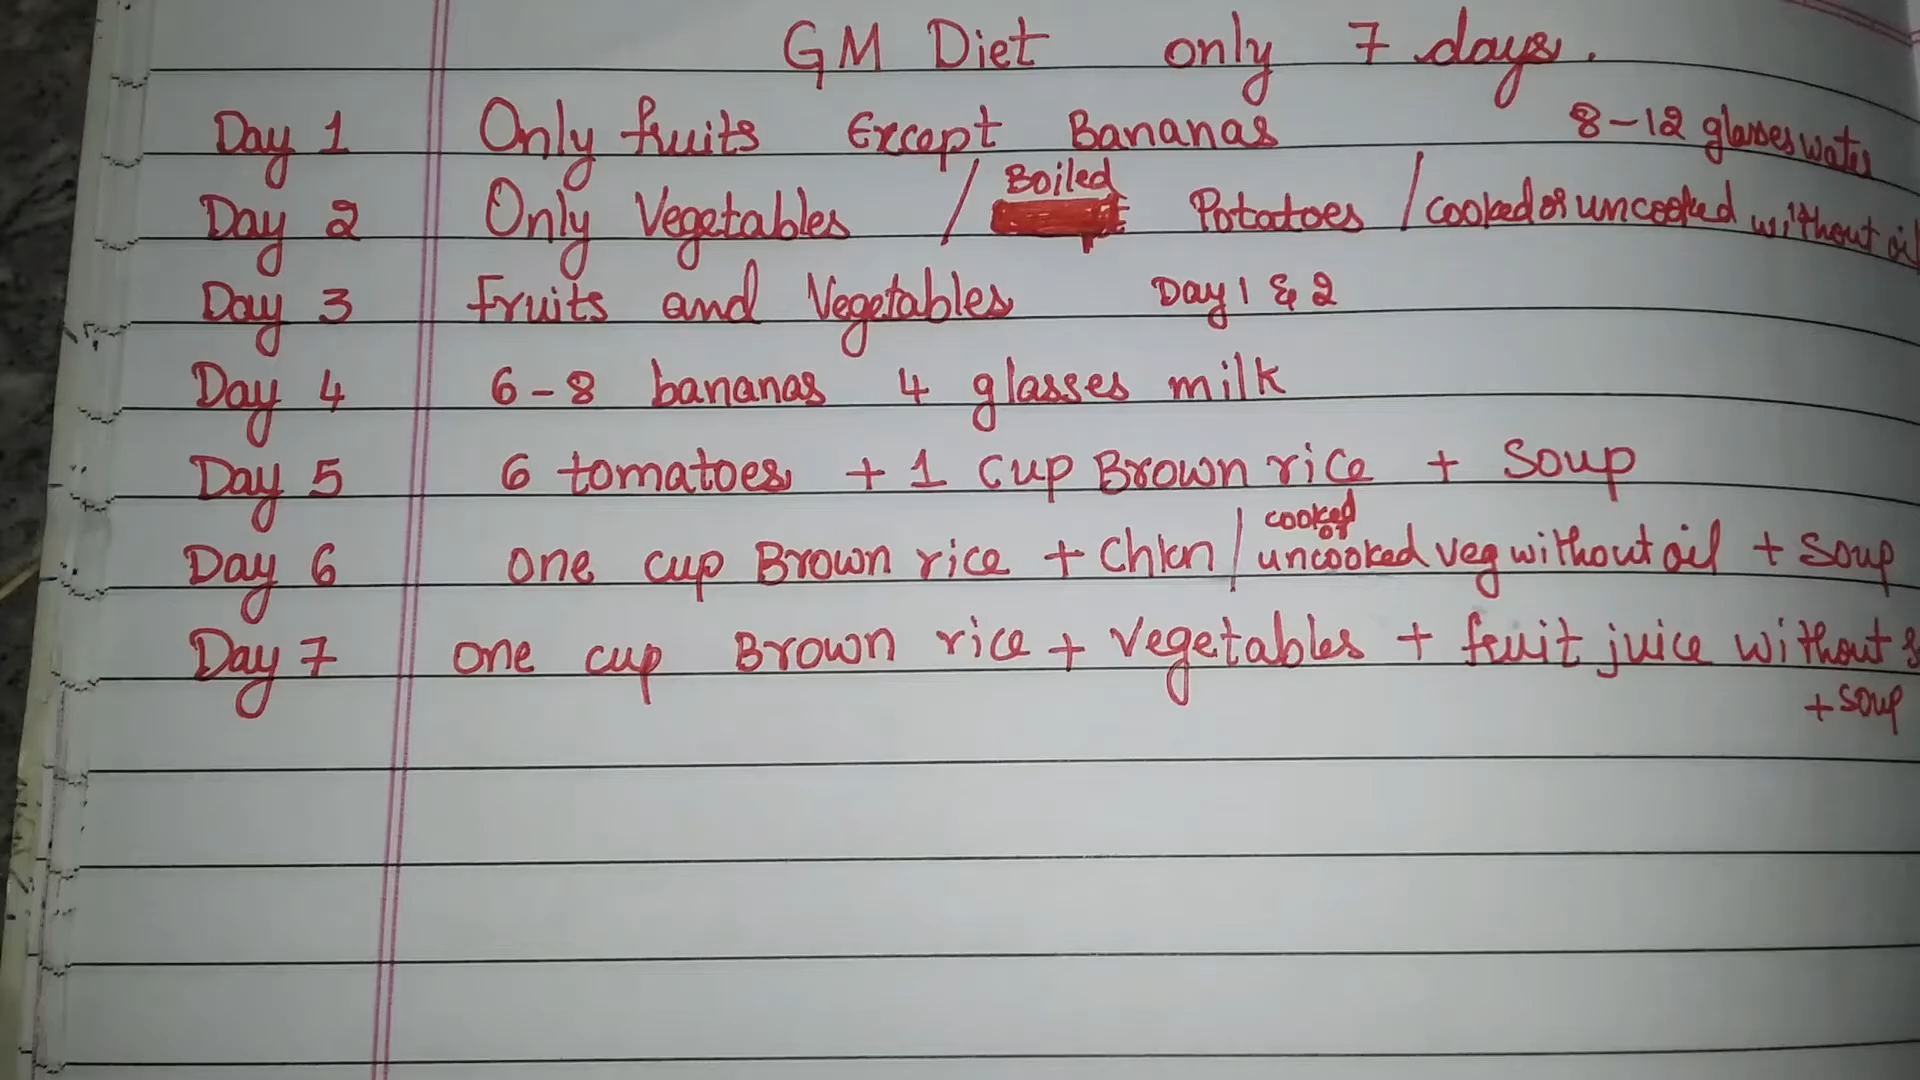 GM Diet only 7 days.
Day 1 Only fruits Except Bananas 8-12 glasses water
Day 2 Only Vegetables / Boiled Potatoes / cooked or uncooked without oil
Day 3 Fruits and Vegetables Day 1 & 2
Day 4 6-8 bananas 4 glasses milk
Day 5 6 tomatoes + 1 cup Brown rice + Soup
Day 6 one cup Brown rice + Chkn / cooked or uncooked veg without oil + Soup
Day 7 one cup Brown rice + Vegetables + fruit juice without
+ soup